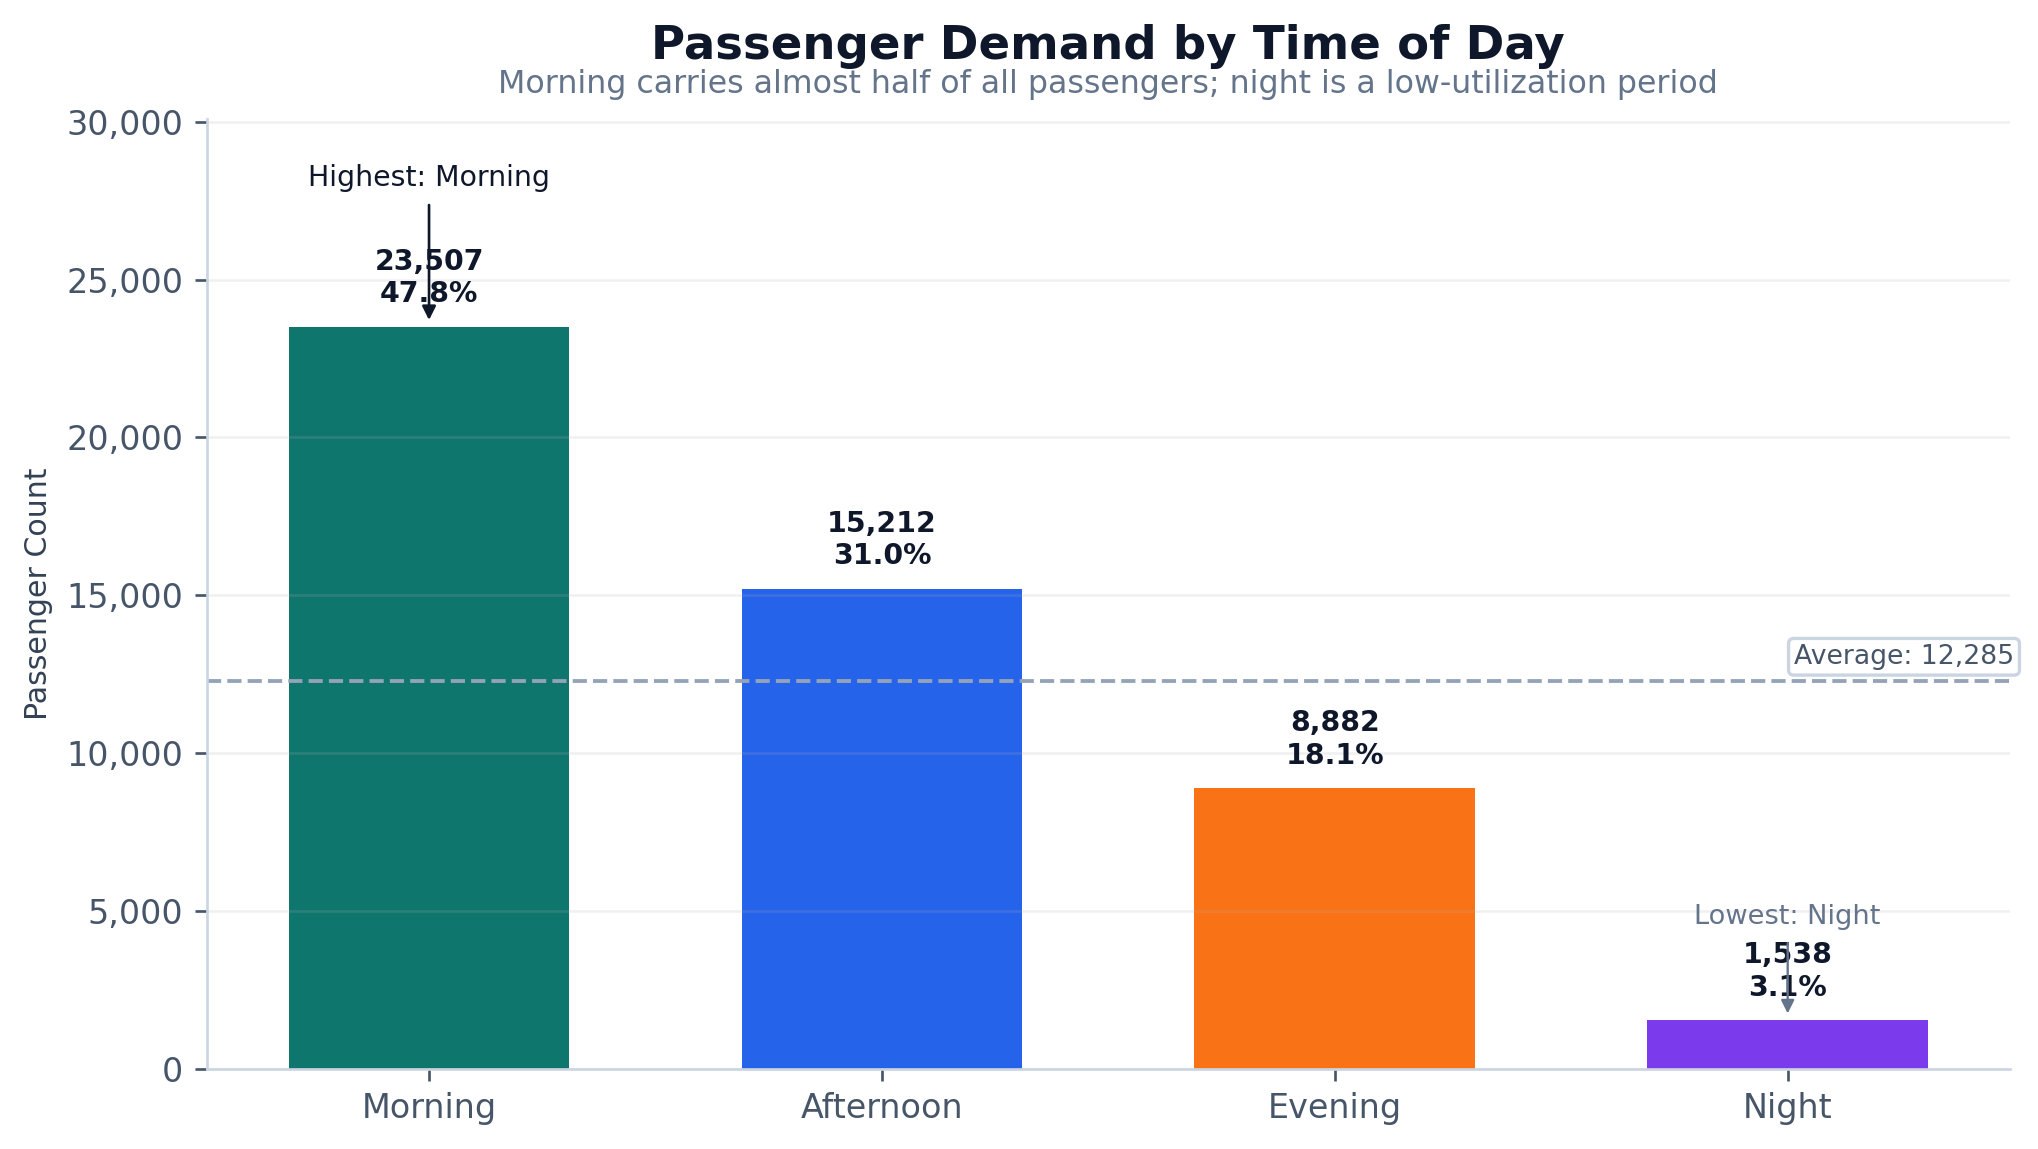 Passenger Demand by Time of Day
Morning carries almost half of all passengers; night is a low-utilization period
Passenger Count
30,000
25,000
20,000
15,000
10,000
5,000
0
Highest: Morning
23,507
47.8%
15,212
31.0%
Average: 12,285
8,882
18.1%
Lowest: Night
1,538
3.1%
Morning
Afternoon
Evening
Night